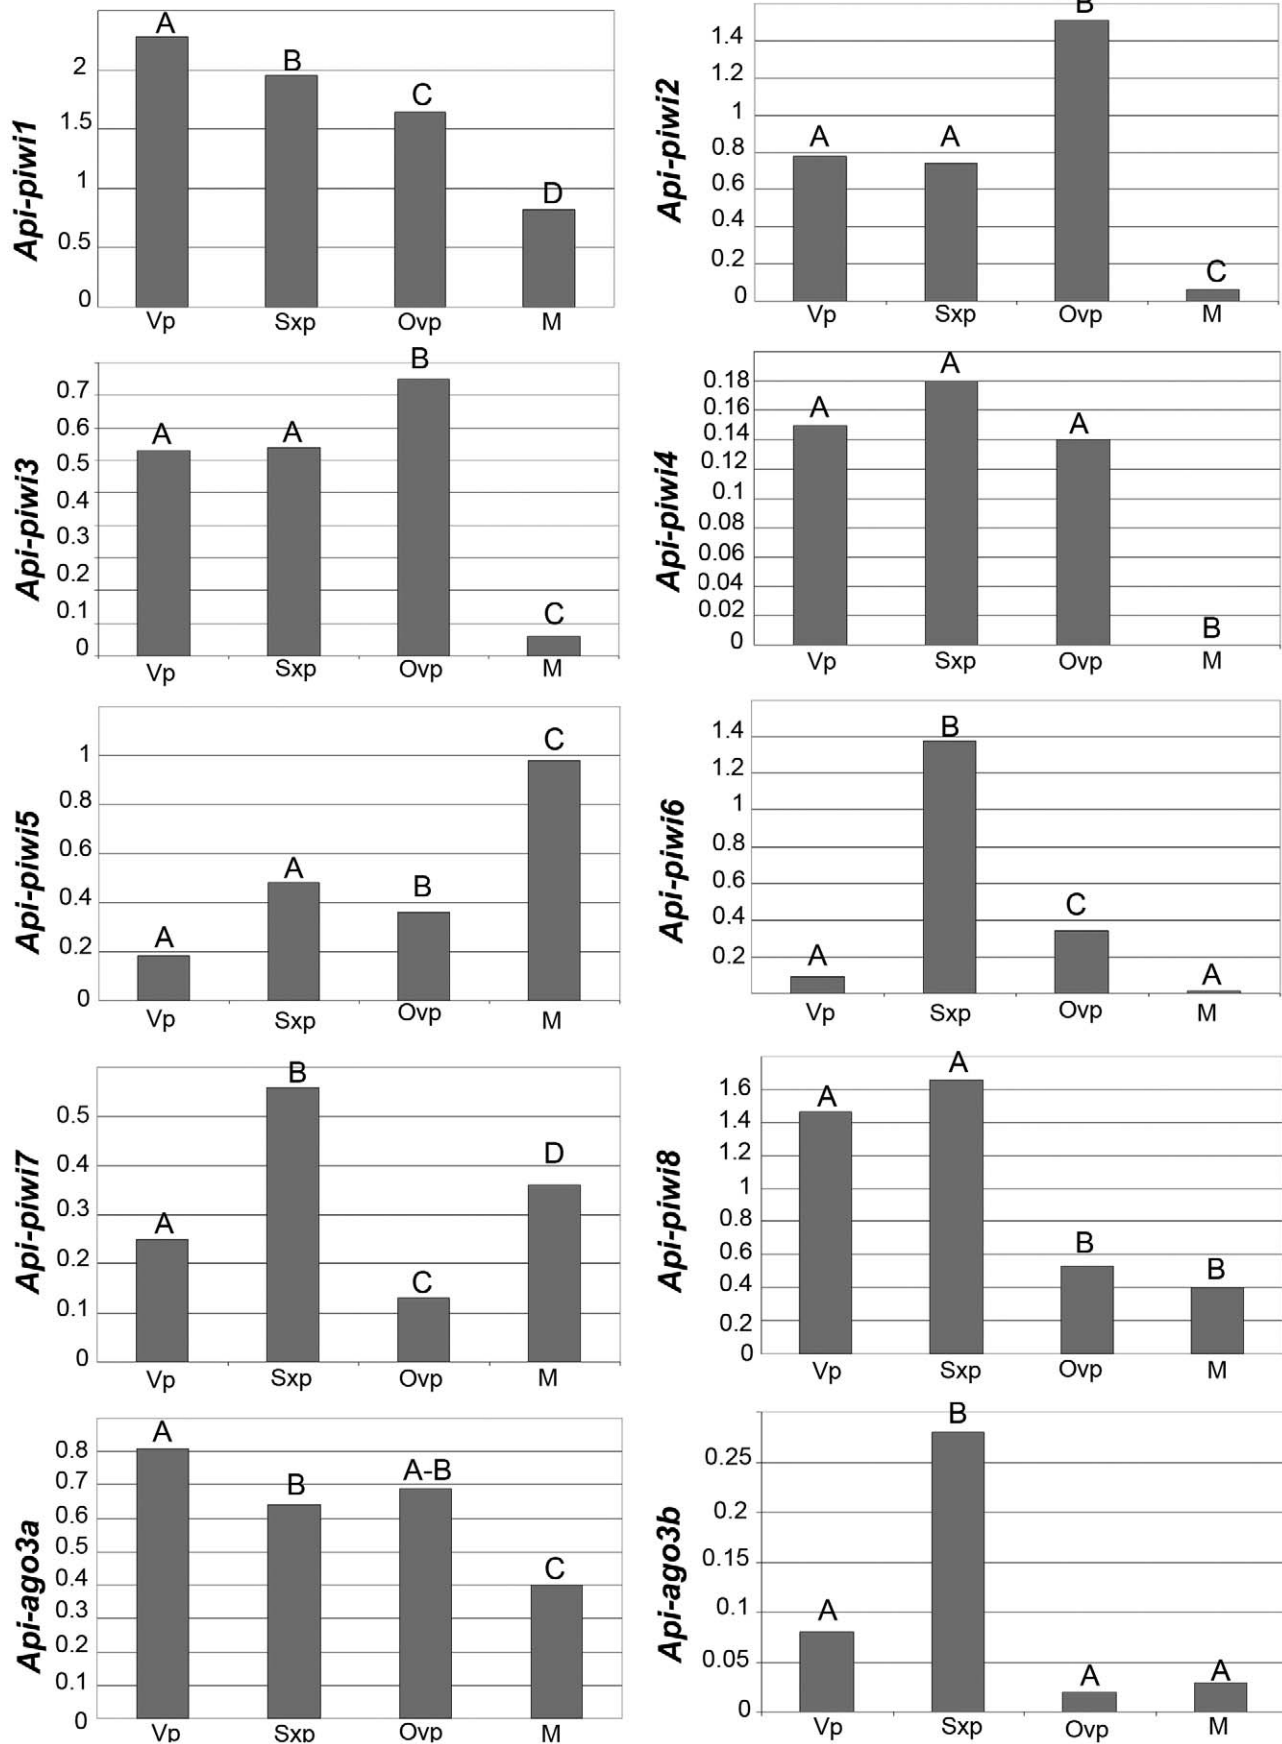 Api-piwi1
A
B
C
D
2
1.5
1
0.5
0
Vp Sxp Ovp M
Api-piwi2
B
A
A
C
1.4
1.2
1
0.8
0.6
0.4
0.2
0
Vp Sxp Ovp M
Api-piwi3
B
A
A
C
0.7
0.6
0.5
0.4
0.3
0.2
0.1
0
Vp Sxp Ovp M
Api-piwi4
A
A
A
B
0.18
0.16
0.14
0.12
0.1
0.08
0.06
0.04
0.02
0
Vp Sxp Ovp M
Api-piwi5
C
A
B
A
1
0.8
0.6
0.4
0.2
0
Vp Sxp Ovp M
Api-piwi6
B
C
A
A
1.4
1.2
1
0.8
0.6
0.4
0.2
Vp Sxp Ovp M
Api-piwi7
B
D
A
C
0.5
0.4
0.3
0.2
0.1
0
Vp Sxp Ovp M
Api-piwi8
A
A
B
B
1.6
1.4
1.2
1
0.8
0.6
0.4
0.2
0
Vp Sxp Ovp M
Api-ago3a
A
A-B
B
C
0.8
0.7
0.6
0.5
0.4
0.3
0.2
0.1
0
Vp Sxp Ovp M
Api-ago3b
B
A
A
A
0.25
0.2
0.15
0.1
0.05
0
Vp Sxp Ovp M